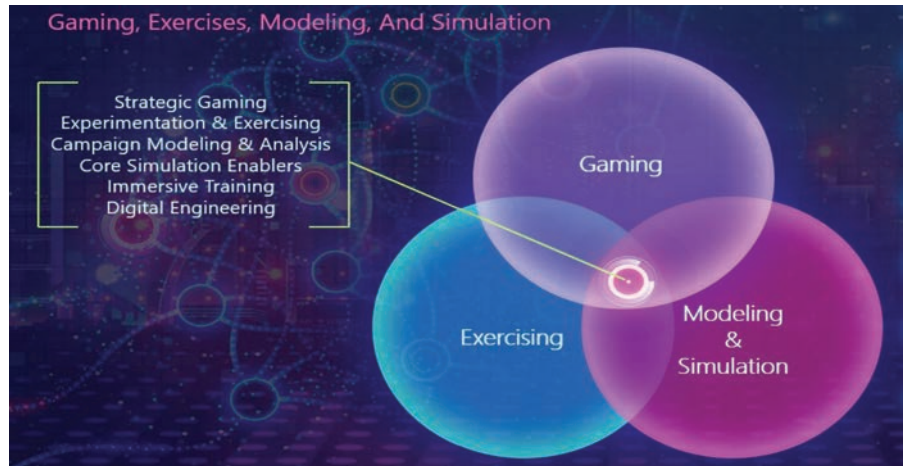 Gaming, Exercises, Modeling, And Simulation
Strategic Gaming
Experimentation & Exercising
Campaign Modeling & Analysis
Core Simulation Enablers
Immersive Training
Digital Engineering
Gaming
Exercising
Modeling
&
Simulation